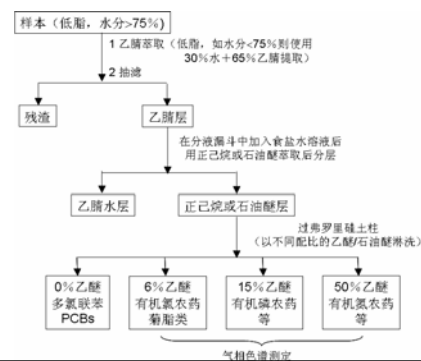 样本（低脂，水分>75%）
1 乙腈萃取（低脂，如水分<75%则使用
30%水+65%乙腈提取）
2 抽滤
残渣
乙腈层
在分液漏斗中加入食盐水溶液后
用正己烷或石油醚萃取后分层
乙腈水层
正己烷或石油醚层
过弗罗里硅土柱
（以不同配比的乙醚/石油醚淋洗）
0%乙醚
多氯联苯
PCBs
6%乙醚
有机氯农药
菊脂类
15%乙醚
有机磷农药
等
50%乙醚
有机氮农药
等
气相色谱测定